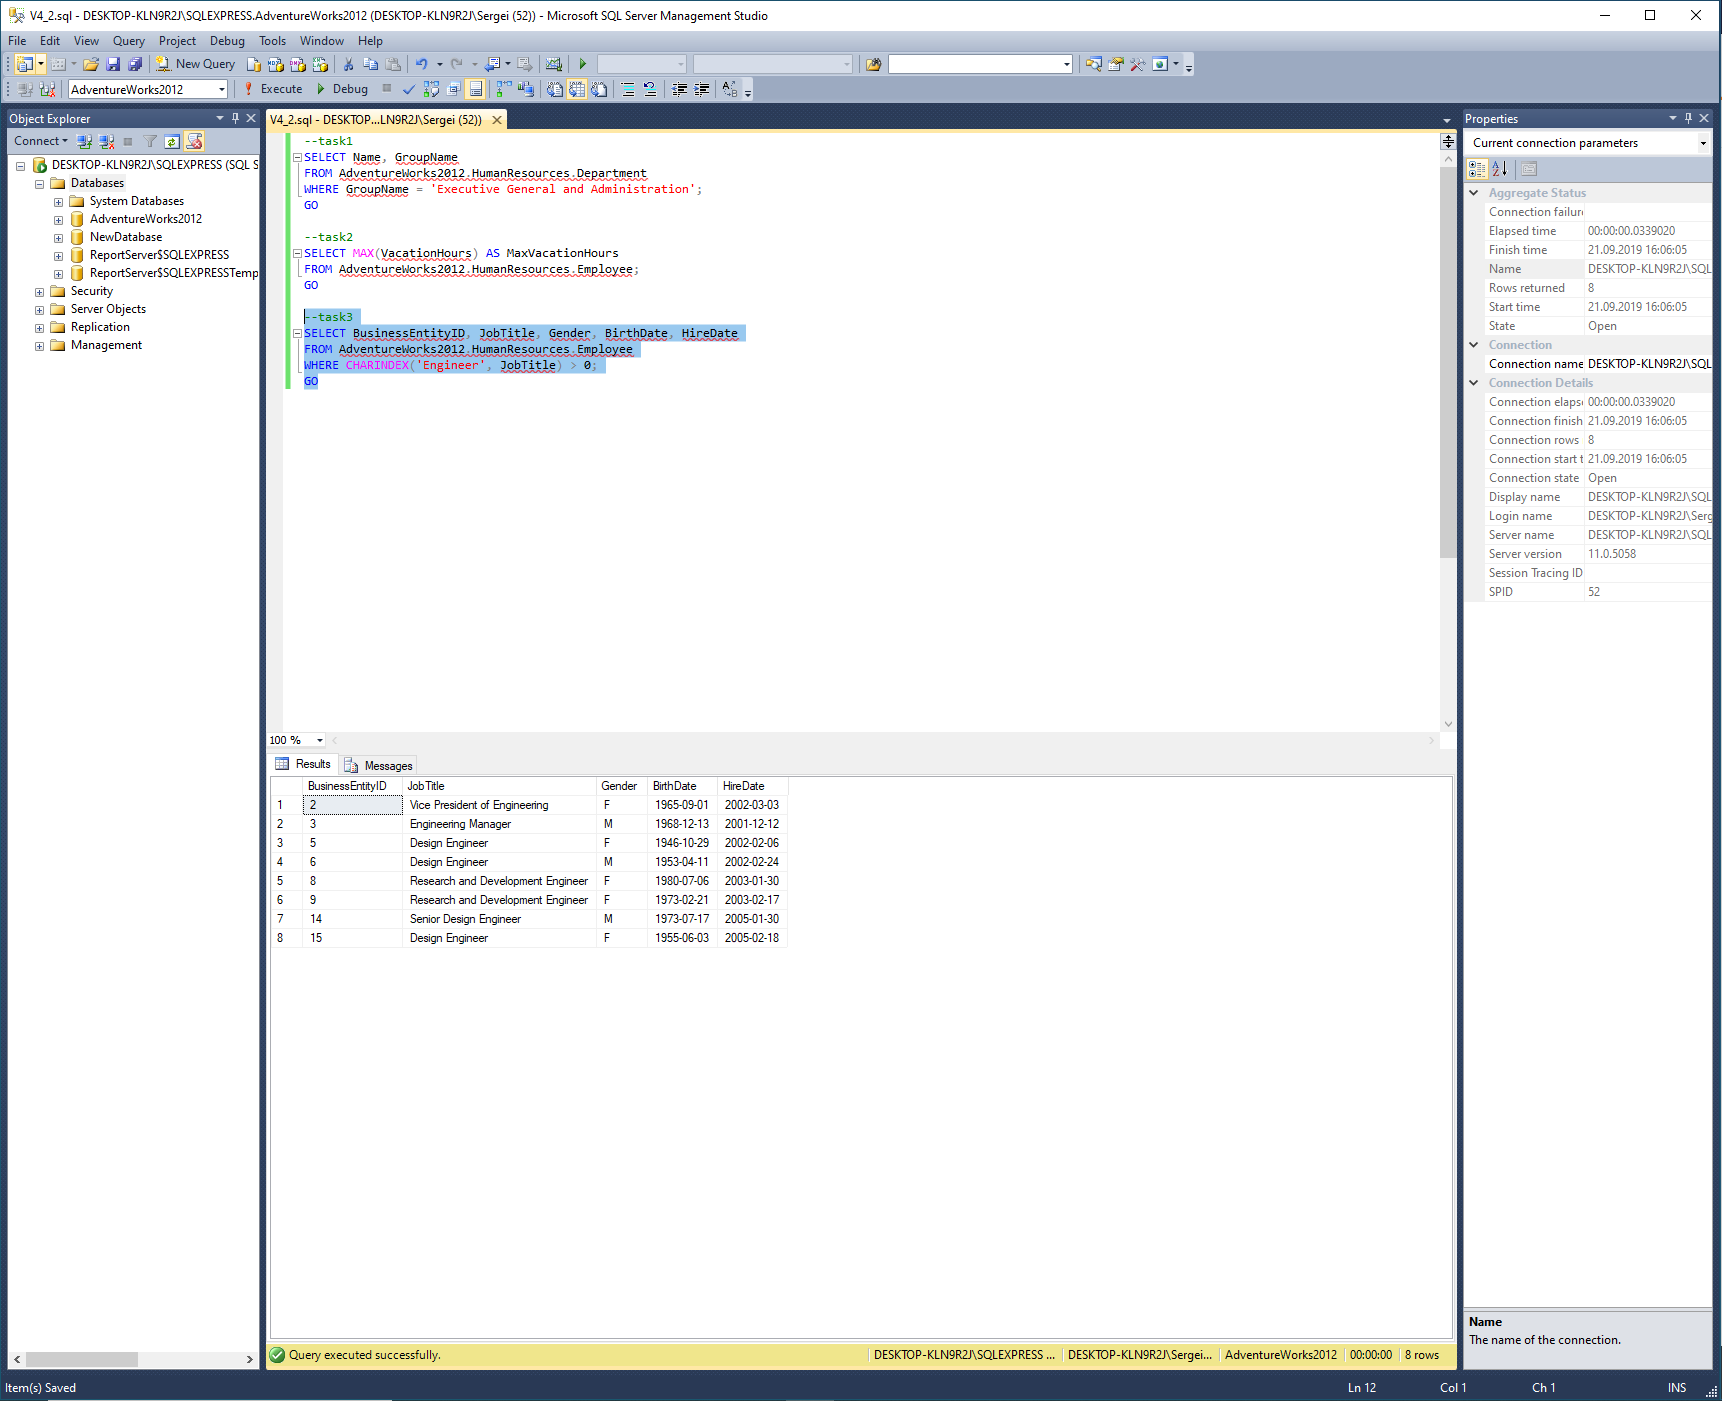 V4_2.sql - DESKTOP-KLN9R2J\SQLEXPRESS.AdventureWorks2012 (DESKTOP-KLN9R2J\Sergei (52)) - Microsoft SQL Server Management Studio
File Edit View Query Project Debug Tools Window Help
New Query
AdventureWorks2012 Execute Debug
Object Explorer
Connect
DESKTOP-KLN9R2J\SQLEXPRESS (SQL S
Databases
System Databases
AdventureWorks2012
NewDatabase
ReportServer$SQLEXPRESS
ReportServer$SQLEXPRESSTemp
Security
Server Objects
Replication
Management
V4_2.sql - DESKTOP...LN9R2J\Sergei (52))
--task1
SELECT Name, GroupName
FROM AdventureWorks2012.HumanResources.Department
WHERE GroupName = 'Executive General and Administration';
GO
--task2
SELECT MAX(VacationHours) AS MaxVacationHours
FROM AdventureWorks2012.HumanResources.Employee;
GO
--task3
SELECT BusinessEntityID, JobTitle, Gender, BirthDate, HireDate
FROM AdventureWorks2012.HumanResources.Employee
WHERE CHARINDEX('Engineer', JobTitle) > 0;
GO
100 %
Results Messages
BusinessEntityID JobTitle Gender BirthDate HireDate
1 2 Vice President of Engineering F 1965-09-01 2002-03-03
2 3 Engineering Manager M 1968-12-13 2001-12-12
3 5 Design Engineer F 1946-10-29 2002-02-06
4 6 Design Engineer M 1953-04-11 2002-02-24
5 8 Research and Development Engineer F 1980-07-06 2003-01-30
6 9 Research and Development Engineer F 1973-02-21 2003-02-17
7 14 Senior Design Engineer M 1973-07-17 2005-01-30
8 15 Design Engineer F 1955-06-03 2005-02-18
Query executed successfully. DESKTOP-KLN9R2J\SQLEXPRESS ... DESKTOP-KLN9R2J\Sergei... AdventureWorks2012 00:00:00 8 rows
Properties
Current connection parameters
Aggregate Status
Connection failure
Elapsed time 00:00:00.0339020
Finish time 21.09.2019 16:06:05
Name DESKTOP-KLN9R2J\SQL
Rows returned 8
Start time 21.09.2019 16:06:05
State Open
Connection
Connection name DESKTOP-KLN9R2J\SQL
Connection Details
Connection elapse 00:00:00.0339020
Connection finish 21.09.2019 16:06:05
Connection rows 8
Connection start t 21.09.2019 16:06:05
Connection state Open
Display name DESKTOP-KLN9R2J\SQL
Login name DESKTOP-KLN9R2J\Serg
Server name DESKTOP-KLN9R2J\SQL
Server version 11.0.5058
Session Tracing ID
SPID 52
Name
The name of the connection.
Item(s) Saved Ln 12 Col 1 Ch 1 INS